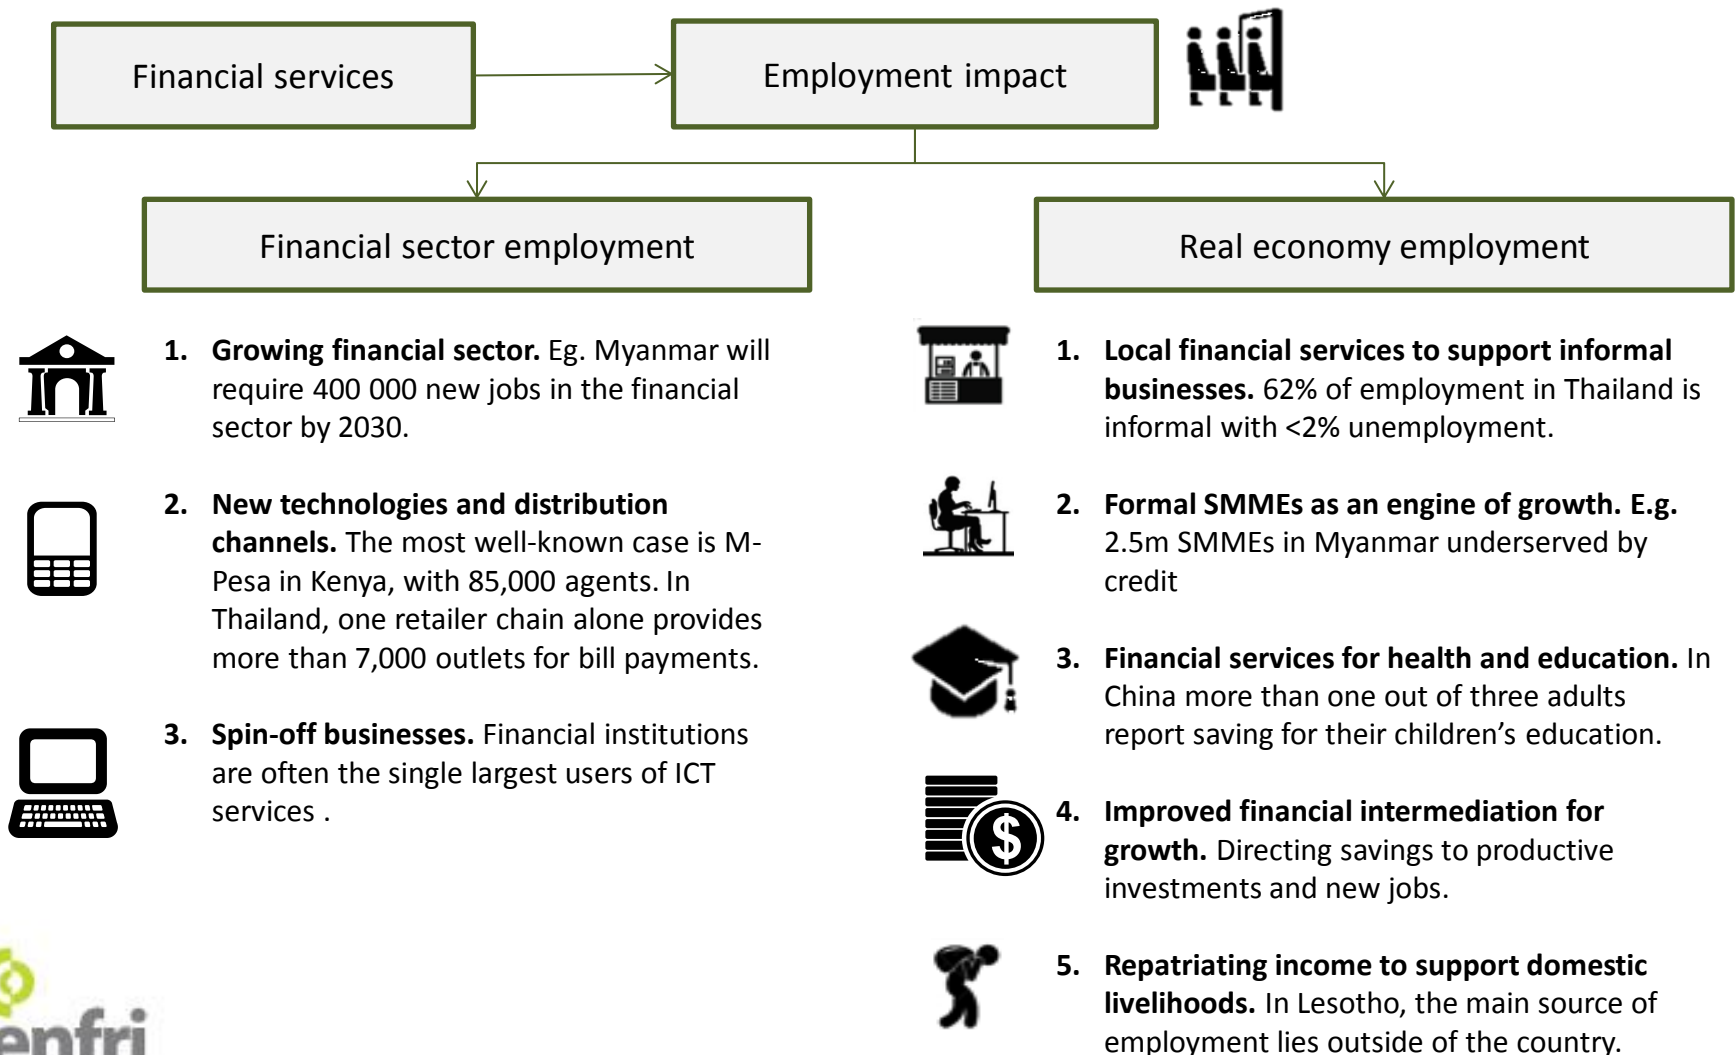 Financial services
Employment impact
Financial sector employment
Real economy employment
1. Growing financial sector. Eg. Myanmar will
require 400 000 new jobs in the financial
sector by 2030.
2. New technologies and distribution
channels. The most well-known case is M-
Pesa in Kenya, with 85,000 agents. In
Thailand, one retailer chain alone provides
more than 7,000 outlets for bill payments.
3. Spin-off businesses. Financial institutions
are often the single largest users of ICT
services .
1. Local financial services to support informal
businesses. 62% of employment in Thailand is
informal with <2% unemployment.
2. Formal SMMEs as an engine of growth. E.g.
2.5m SMMEs in Myanmar underserved by
credit
3. Financial services for health and education. In
China more than one out of three adults
report saving for their children’s education.
$
4. Improved financial intermediation for
growth. Directing savings to productive
investments and new jobs.
5. Repatriating income to support domestic
livelihoods. In Lesotho, the main source of
employment lies outside of the country.
enfri